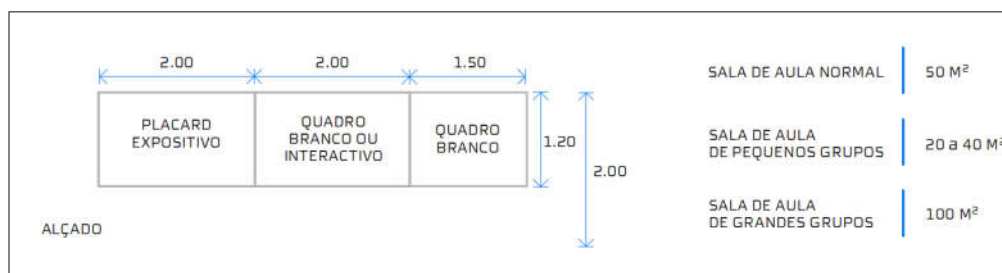 2.00
2.00
1.50
PLACARD
EXPOSITIVO
QUADRO
BRANCO OU
INTERACTIVO
QUADRO
BRANCO
1.20
2.00
ALÇADO
SALA DE AULA NORMAL
50 M²
SALA DE AULA
DE PEQUENOS GRUPOS
20 a 40 M²
SALA DE AULA
DE GRANDES GRUPOS
100 M²